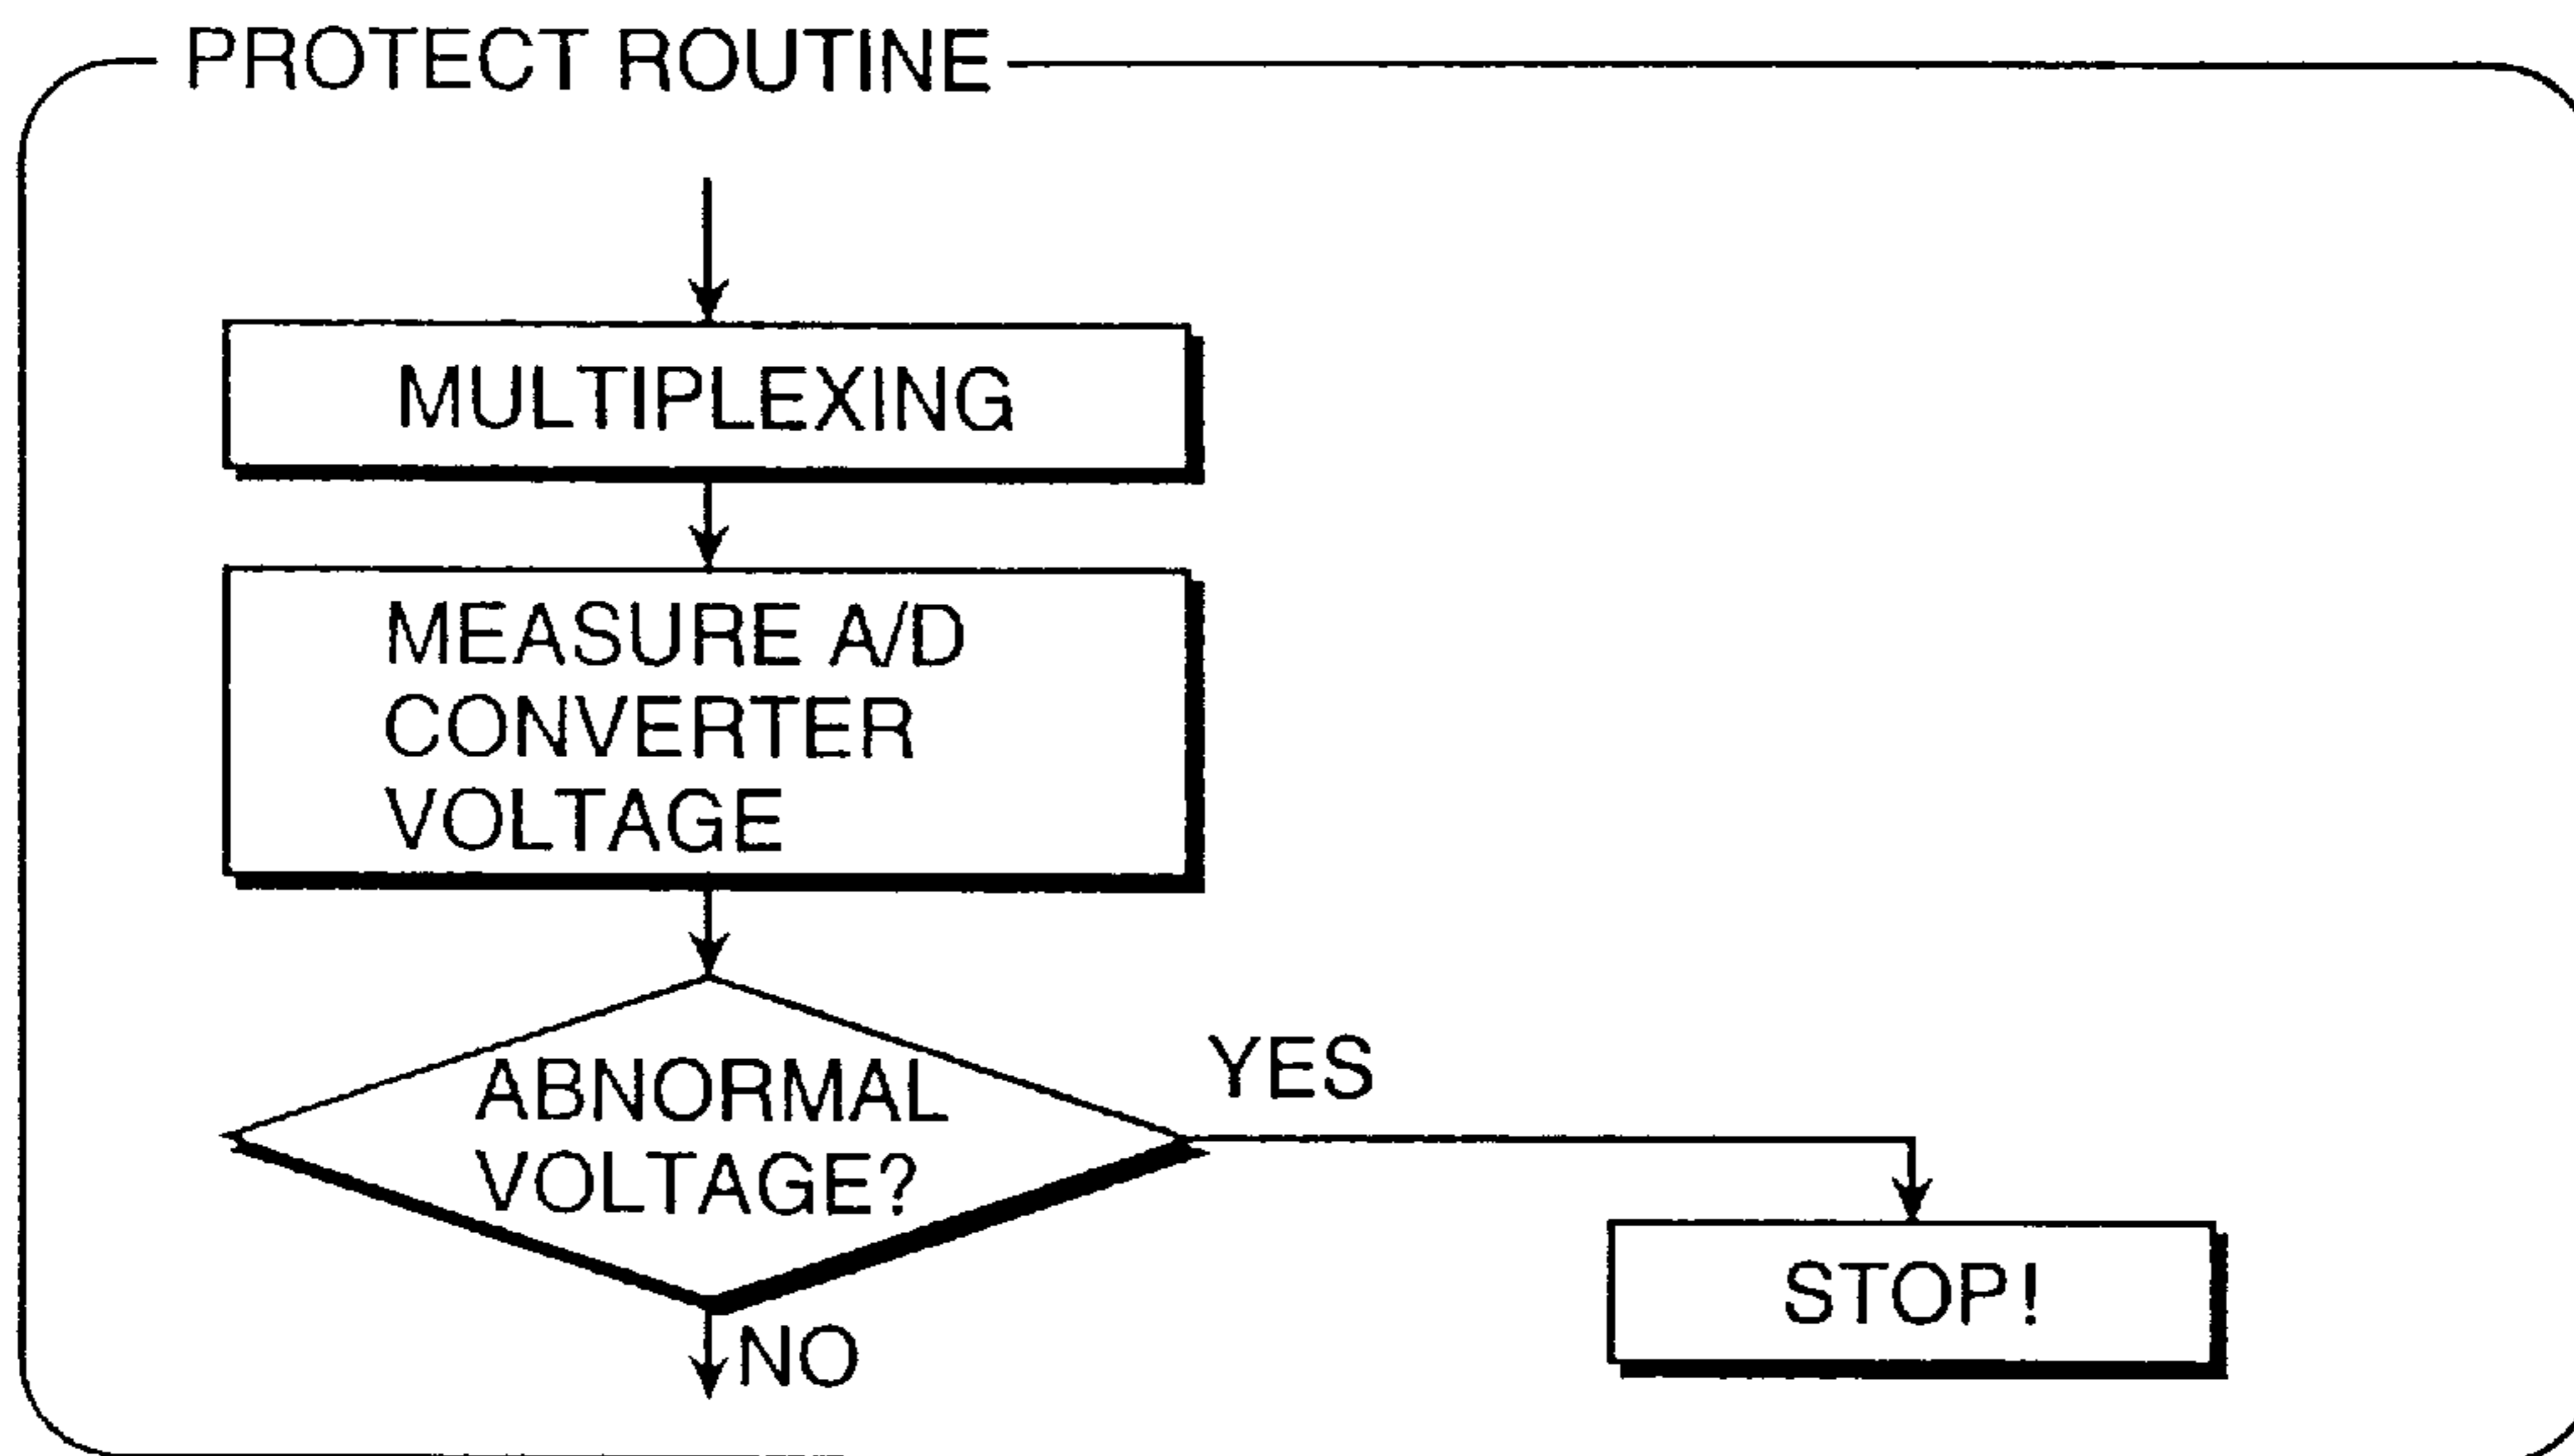 PROTECT ROUTINE
MULTIPLEXING
MEASURE A/D
CONVERTER
VOLTAGE
ABNORMAL
VOLTAGE?
YES
STOP!
NO